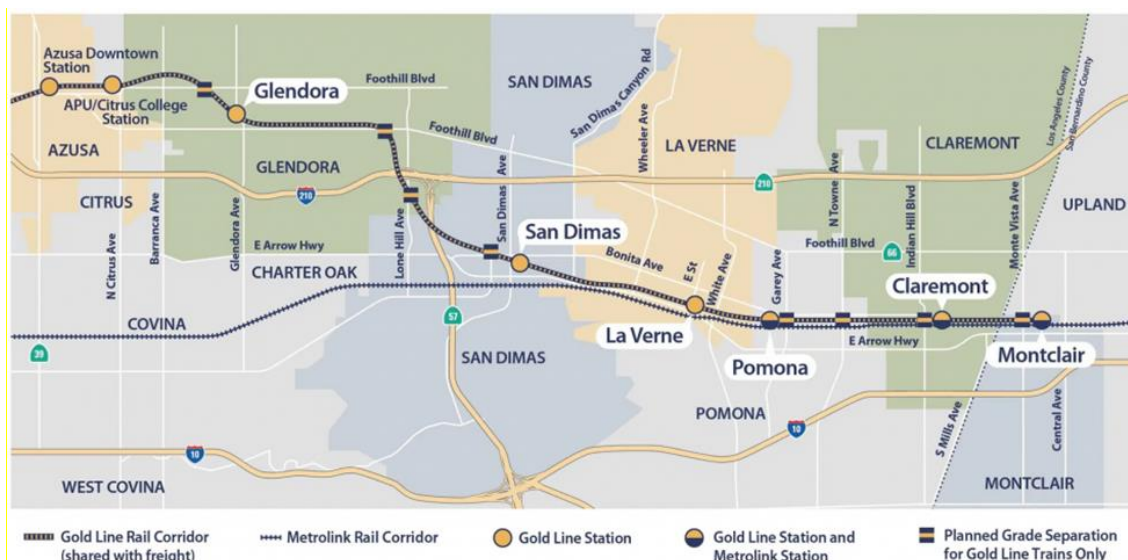 Azusa Downtown
Station
APU/Citrus College
Station
Glendora
Foothill Blvd
SAN DIMAS
San Dimas Canyon Rd
Foothill Blvd
Wheeler Ave
LA VERNE
Los Angeles County
San Bernardino County
CLAREMONT
AZUSA
GLENDORA
210
210
CITRUS
N Citrus Ave
Barranca Ave
Glendora Ave
Lone Hill Ave
San Dimas Ave
N Towne Ave
Indian Hill Blvd
Monte Vista Ave
UPLAND
E Arrow Hwy
CHARTER OAK
San Dimas
Bonita Ave
E St
White Ave
Garey Ave
Foothill Blvd
66
Claremont
COVINA
39
57
SAN DIMAS
La Verne
Pomona
E Arrow Hwy
Montclair
POMONA
10
10
S Mills Ave
Central Ave
WEST COVINA
MONTCLAIR
Gold Line Rail Corridor
(shared with freight)
Metrolink Rail Corridor
Gold Line Station
Gold Line Station and
Metrolink Station
Planned Grade Separation
for Gold Line Trains Only